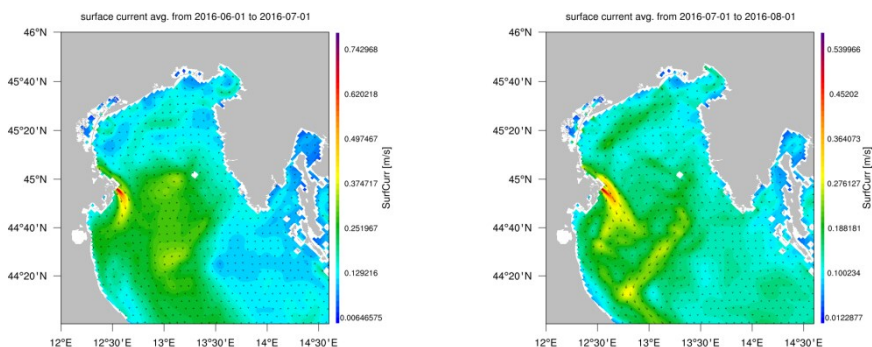 surface current avg. from 2016-06-01 to 2016-07-01
46°N
45°40'N
45°20'N
45°N
44°40'N
44°20'N
12°E
12°30'E
13°E
13°30'E
14°E
14°30'E
0.742968
0.620218
0.497467
0.374717
0.251967
0.129216
0.00646575
SurfCurr [m/s]
surface current avg. from 2016-07-01 to 2016-08-01
46°N
45°40'N
45°20'N
45°N
44°40'N
44°20'N
12°E
12°30'E
13°E
13°30'E
14°E
14°30'E
0.539966
0.45202
0.364073
0.276127
0.188181
0.100234
0.0122877
SurfCurr [m/s]